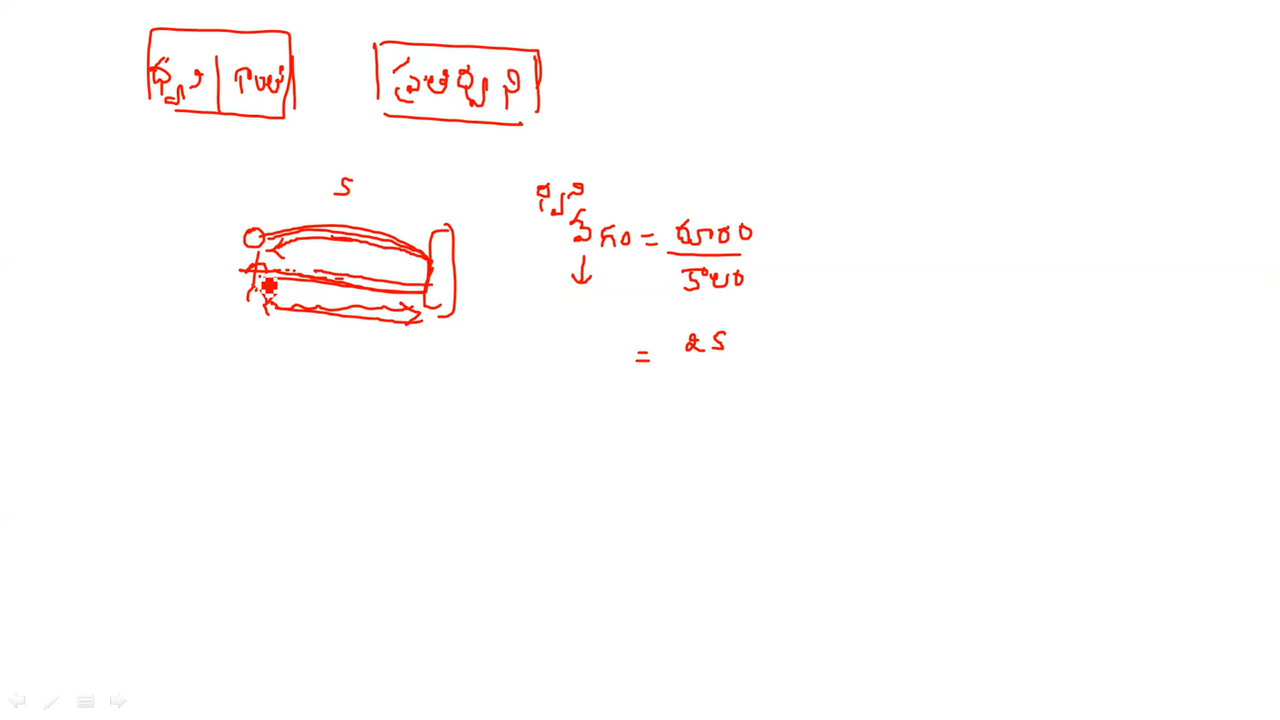 ధ్వని
ప్రతిధ్వని
S
ధ్వని
వేగం = దూరం
కాలం
= 2S